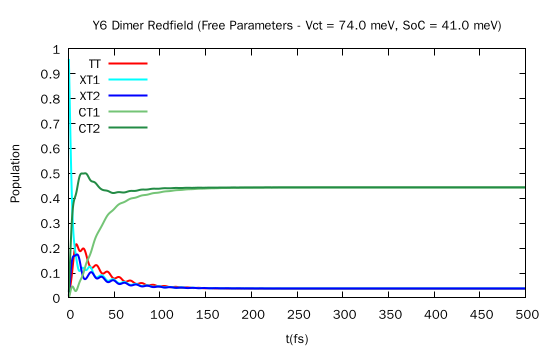 Y6 Dimer Redfield (Free Parameters - Vct = 74.0 meV, SoC = 41.0 meV)
1
0.9
0.8
0.7
0.6
0.5
0.4
0.3
0.2
0.1
0
Population
TT
XT1
XT2
CT1
CT2
0 50 100 150 200 250 300 350 400 450 500
t(fs)